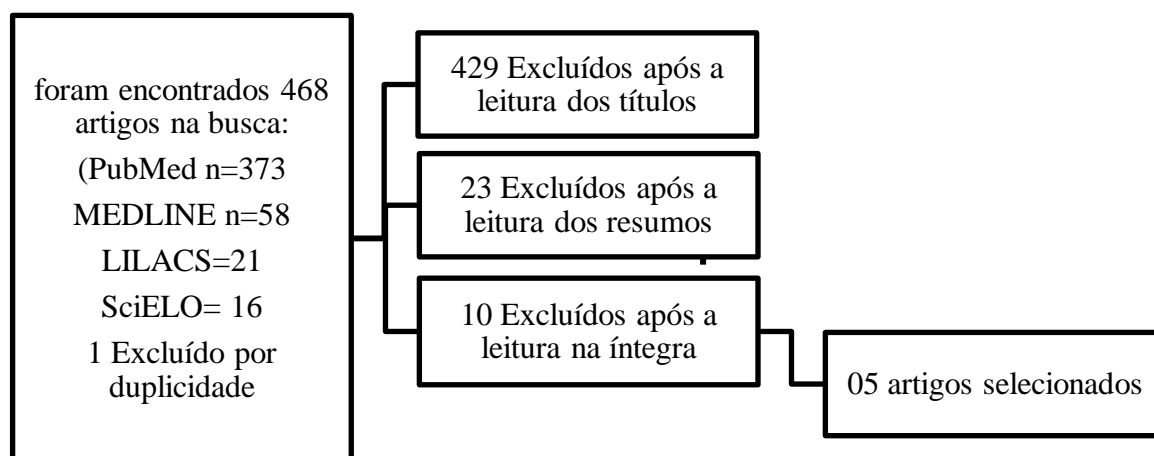 foram encontrados 468
artigos na busca:
(PubMed n=373
MEDLINE n=58
LILACS=21
SciELO= 16
1 Excluído por
duplicidade
429 Excluídos após a
leitura dos títulos
23 Excluídos após a
leitura dos resumos
10 Excluídos após a
leitura na íntegra
05 artigos selecionados